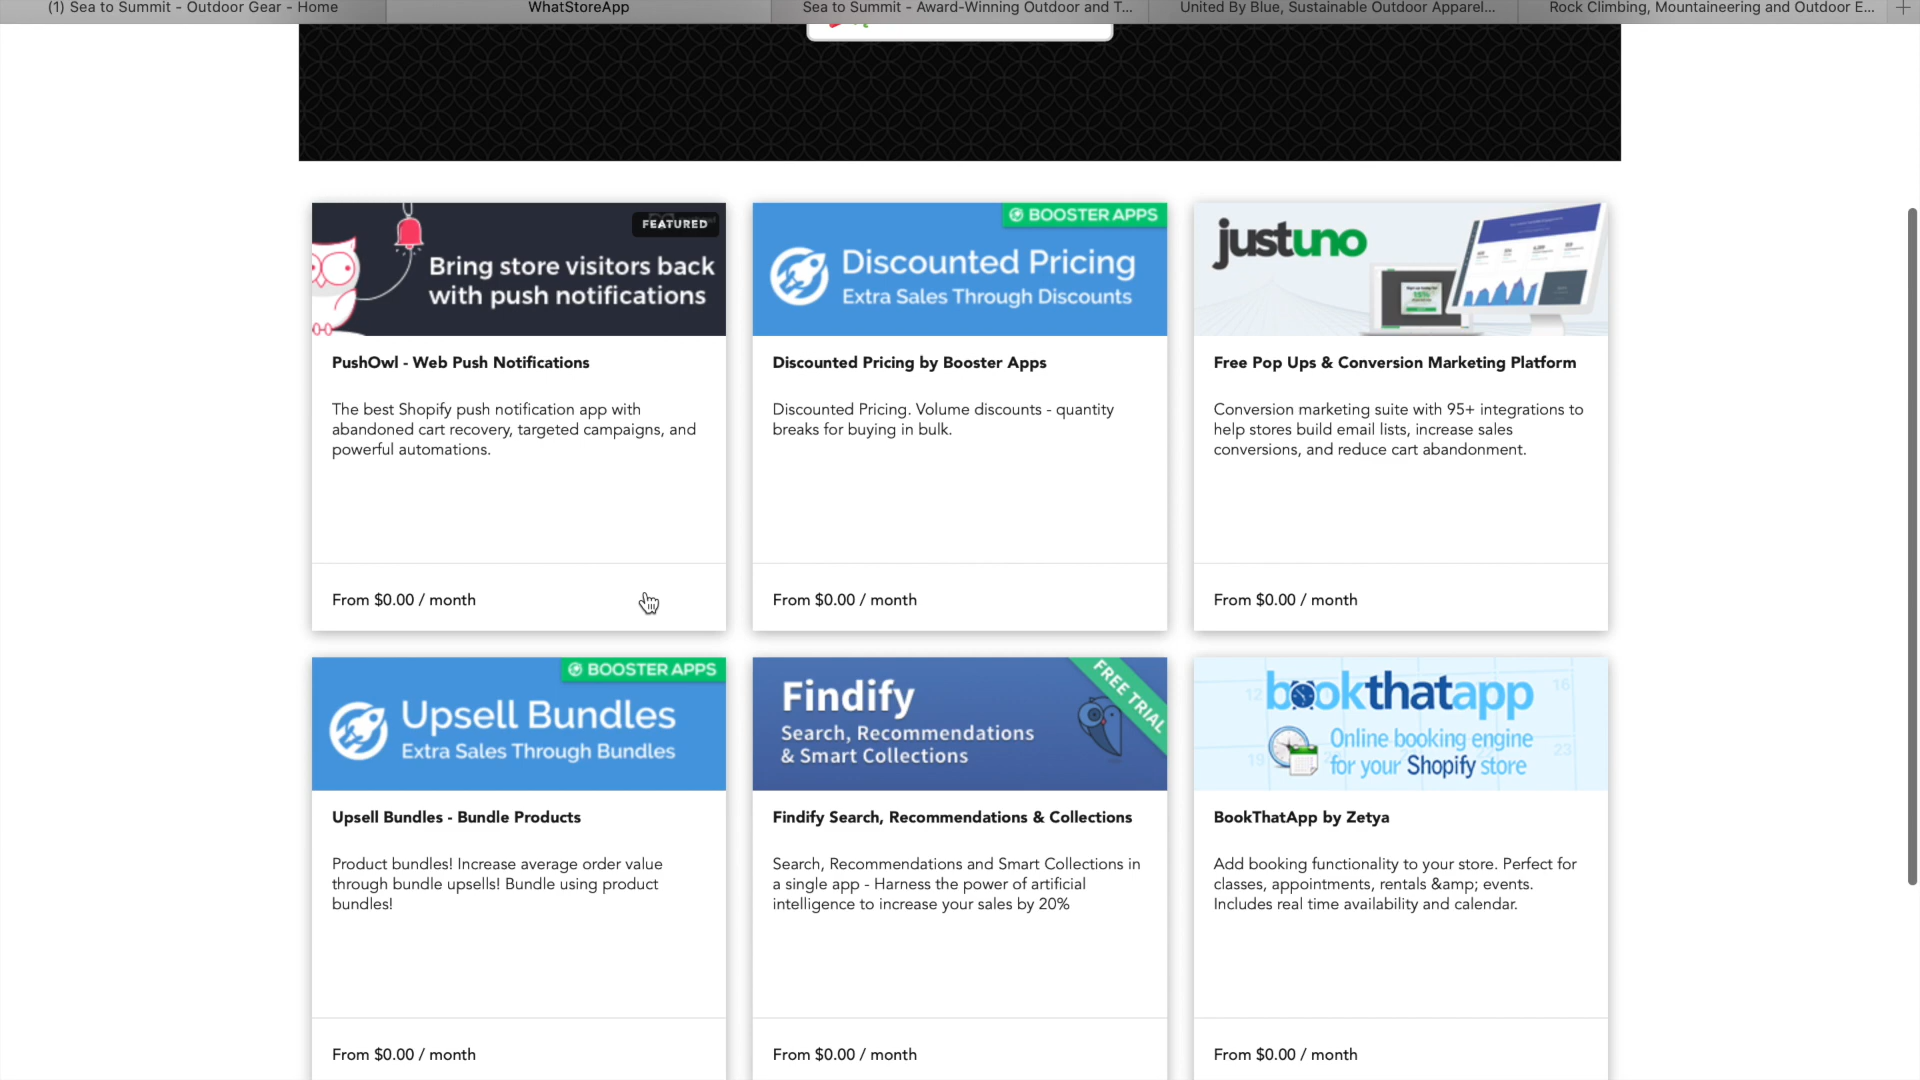 (1) Sea to Summit - Outdoor Gear - Home
WhatStoreApp
Sea to Summit - Award-Winning Outdoor and T...
United By Blue, Sustainable Outdoor Apparel...
Rock Climbing, Mountaineering and Outdoor E...
FEATURED
Bring store visitors back
with push notifications
PushOwl - Web Push Notifications
The best Shopify push notification app with
abandoned cart recovery, targeted campaigns, and
powerful automations.
From $0.00 / month
BOOSTER APPS
Discounted Pricing
Extra Sales Through Discounts
Discounted Pricing by Booster Apps
Discounted Pricing. Volume discounts - quantity
breaks for buying in bulk.
From $0.00 / month
justuno
Free Pop Ups & Conversion Marketing Platform
Conversion marketing suite with 95+ integrations to
help stores build email lists, increase sales
conversions, and reduce cart abandonment.
From $0.00 / month
BOOSTER APPS
Upsell Bundles
Extra Sales Through Bundles
Upsell Bundles - Bundle Products
Product bundles! Increase average order value
through bundle upsells! Bundle using product
bundles!
From $0.00 / month
FREE TRIAL
Findify
Search, Recommendations
& Smart Collections
Findify Search, Recommendations & Collections
Search, Recommendations and Smart Collections in
a single app - Harness the power of artificial
intelligence to increase your sales by 20%
From $0.00 / month
12
16
bookthatapp
Online booking engine
19
23
for your Shopify store
BookThatApp by Zetya
Add booking functionality to your store. Perfect for
classes, appointments, rentals &amp; events.
Includes real time availability and calendar.
From $0.00 / month